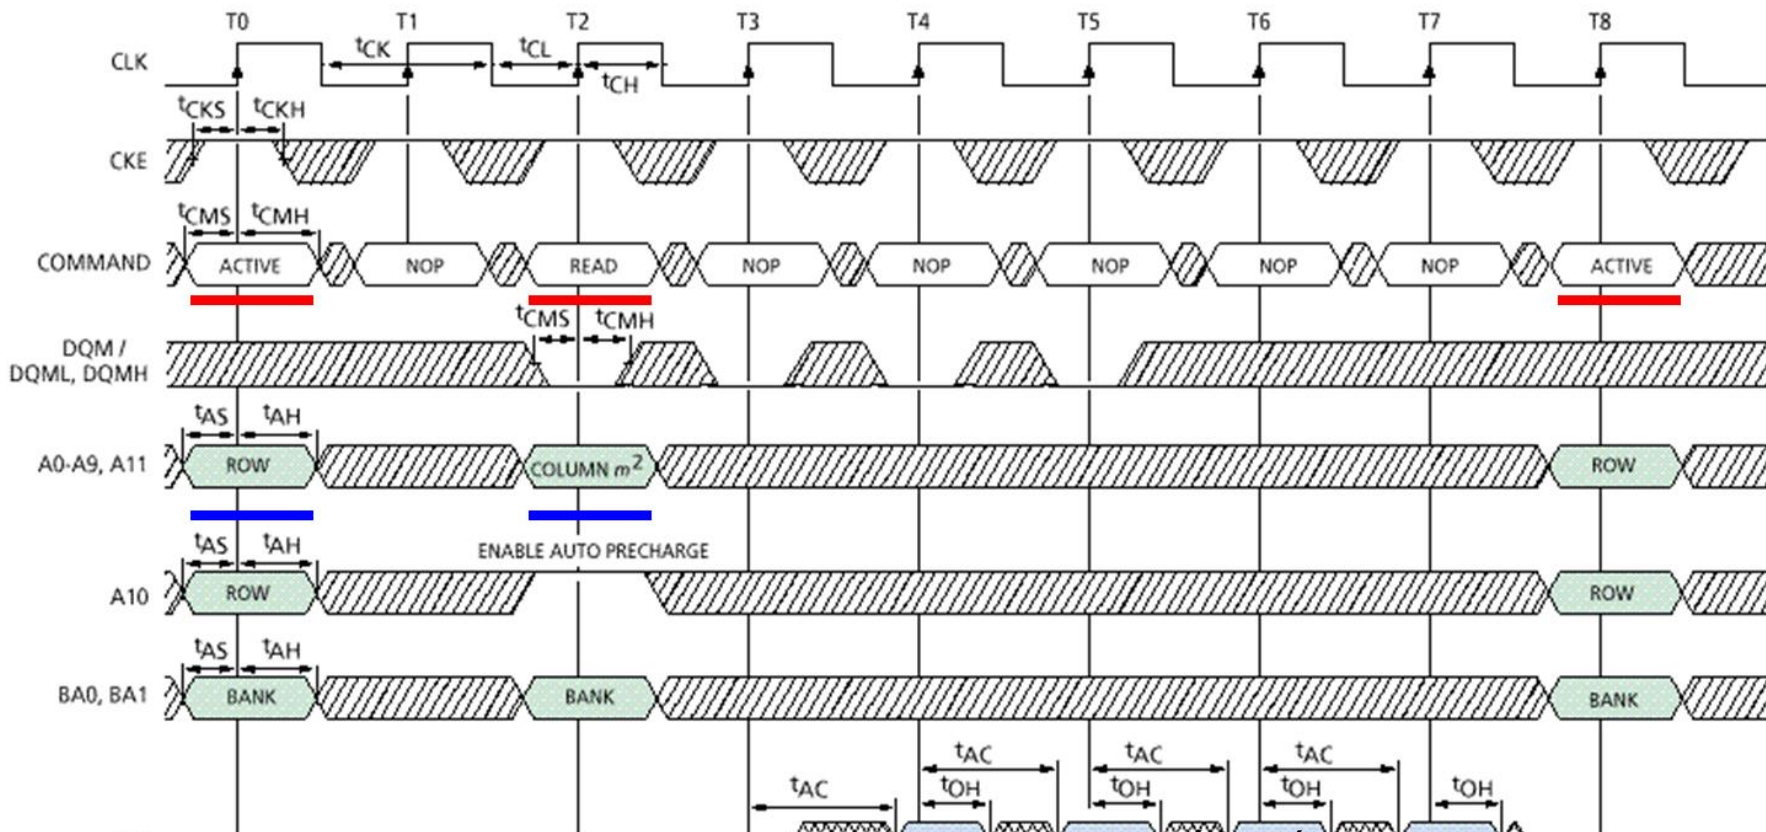 T0 T1 T2 T3 T4 T5 T6 T7 T8
CLK tCK tCL
tCH
tCKS tCKH
CKE
tCMS tCMH
COMMAND ACTIVE NOP READ NOP NOP NOP NOP NOP ACTIVE
tCMS tCMH
DQM /
DQML, DQMH
tAS tAH
A0-A9, A11 ROW COLUMN m2 ROW
tAS tAH ENABLE AUTO PRECHARGE
A10 ROW ROW
tAS tAH
BA0, BA1 BANK BANK BANK
tAC tAC tAC
tAC tOH tOH tOH tOH